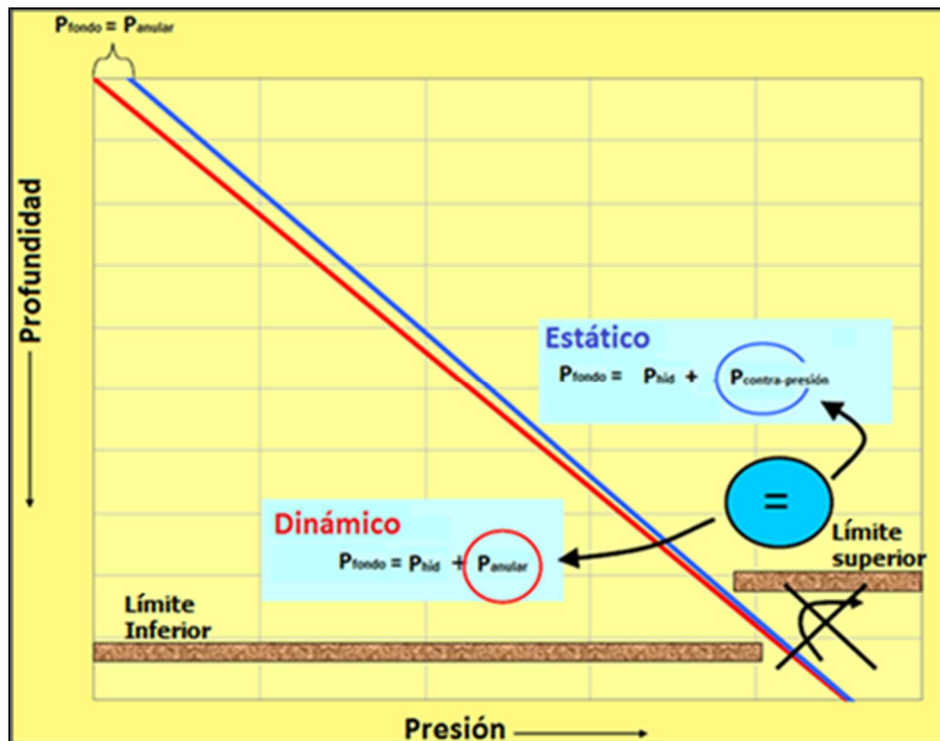 Pfondo = Panular
Profundidad
Estático
Pfondo = Phid + Pcontra-presión
=
Dinámico
Pfondo = Phid + Panular
Límite
superior
Límite
Inferior
Presión